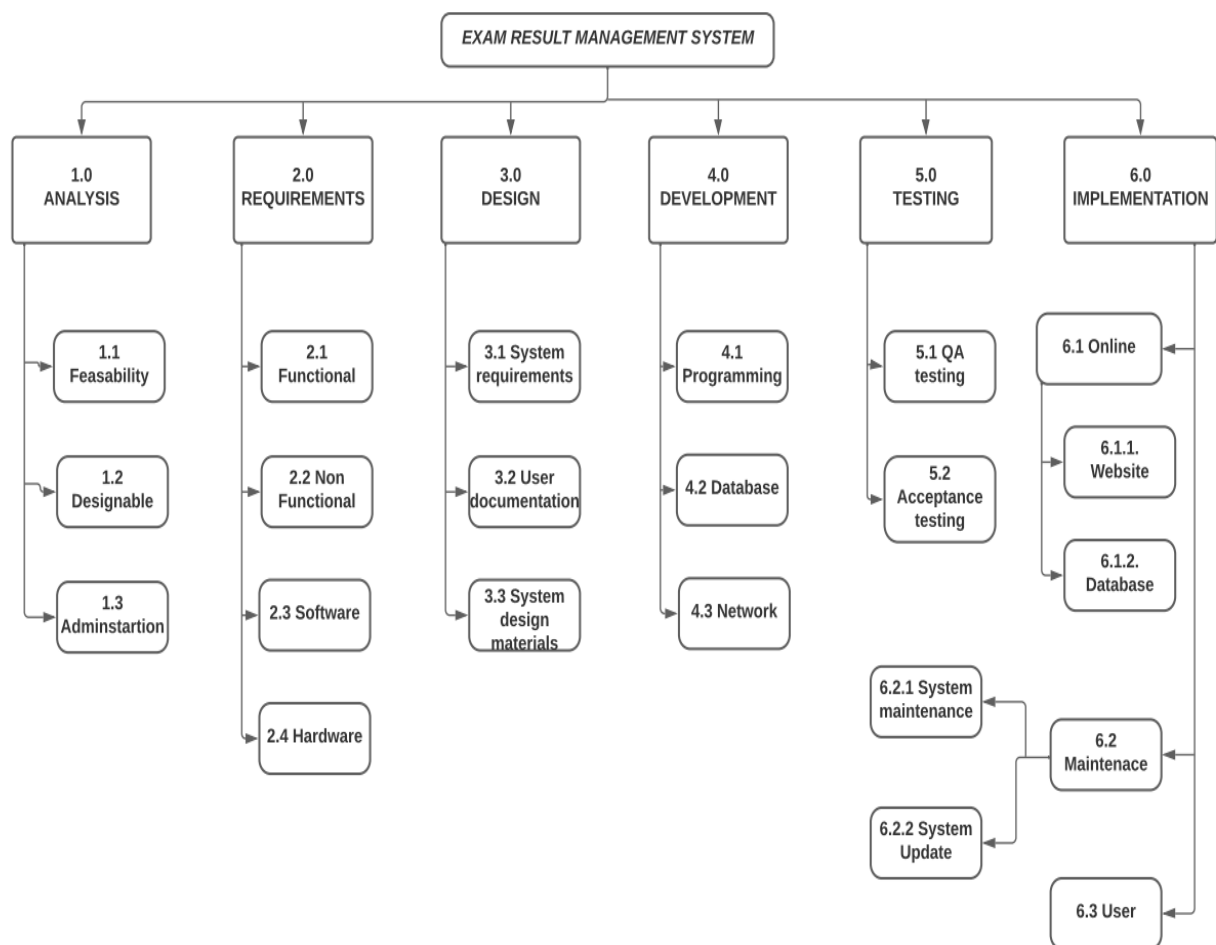 EXAM RESULT MANAGEMENT SYSTEM
1.0
ANALYSIS
2.0
REQUIREMENTS
3.0
DESIGN
4.0
DEVELOPMENT
5.0
TESTING
6.0
IMPLEMENTATION
1.1
Feasability
1.2
Designable
1.3
Adminstartion
2.1
Functional
2.2 Non
Functional
2.3 Software
2.4 Hardware
3.1 System
requirements
3.2 User
documentation
3.3 System
design
materials
4.1
Programming
4.2 Database
4.3 Network
5.1 QA
testing
5.2
Acceptance
testing
6.1 Online
6.1.1.
Website
6.1.2.
Database
6.2
Maintenace
6.2.1 System
maintenance
6.2.2 System
Update
6.3 User